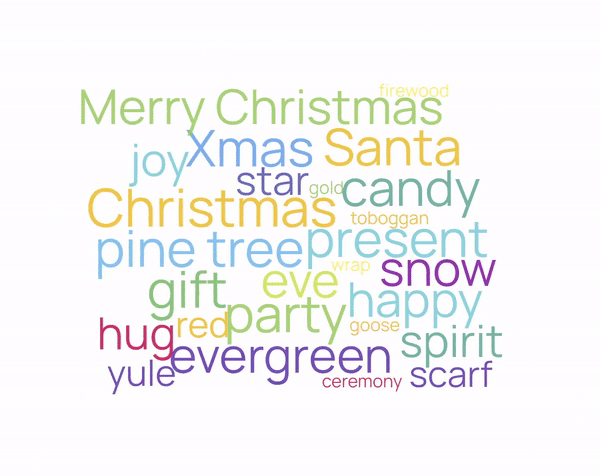 firewood
Merry Christmas
joy Xmas Santa
star gold candy
Christmas toboggan
pine tree present
wrap snow
gift eve happy
hug red party goose spirit
evergreen
yule ceremony scarf